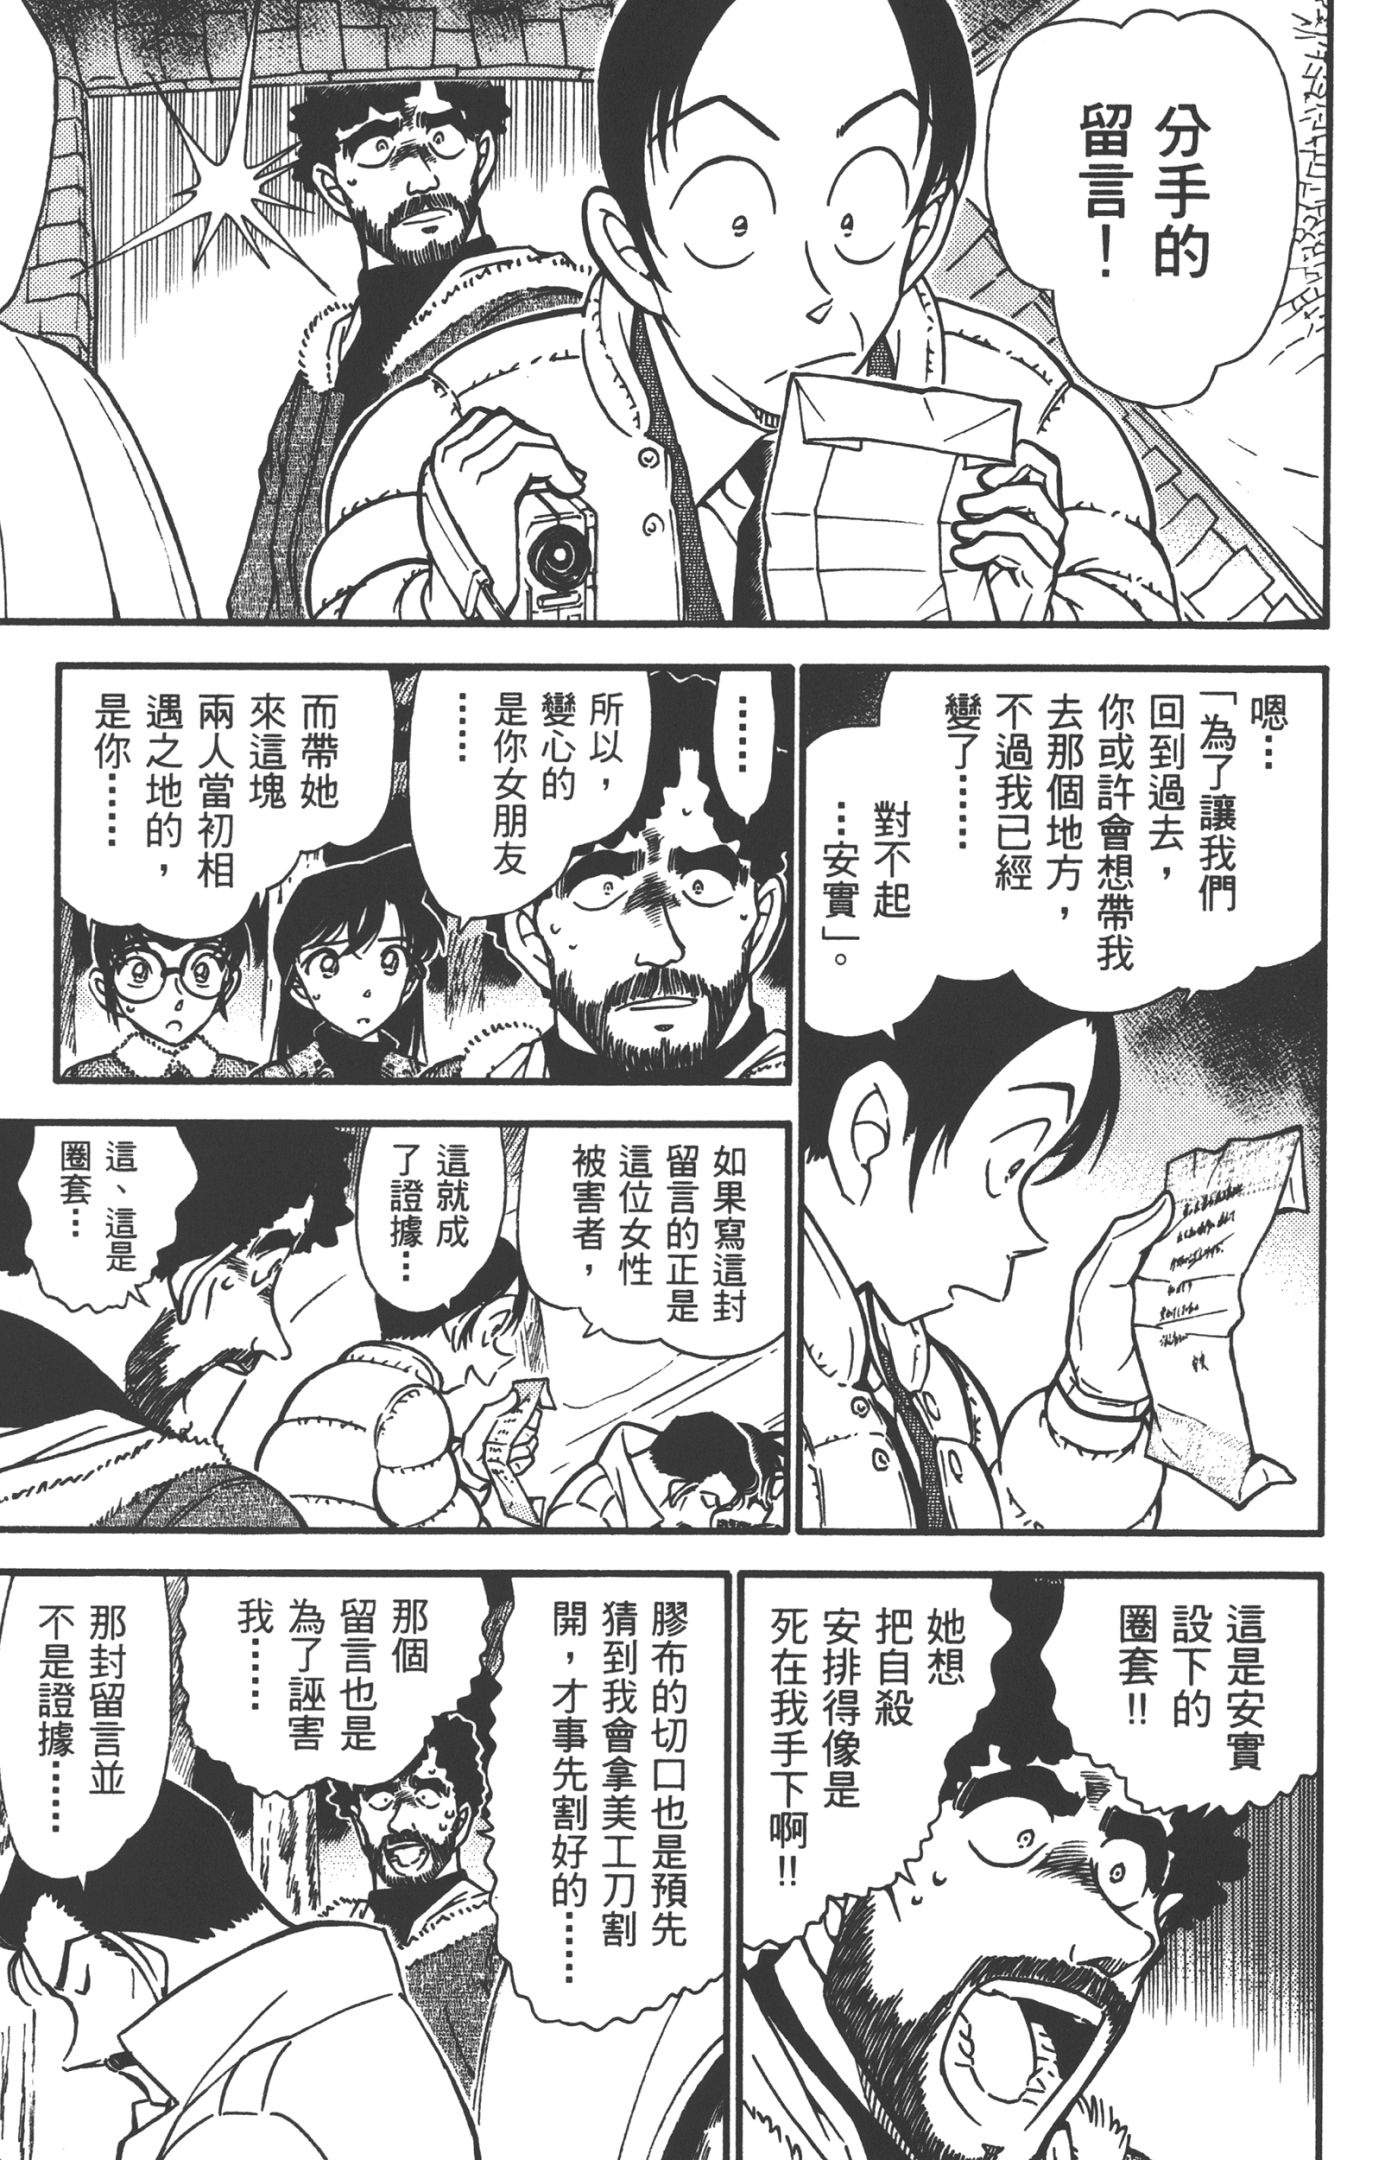 分手的
留言！
嗯…
「為了讓我們
回到過去，
你或許會想帶我
去那個地方，
不過我已經
變了……
對不起
…安實」。
……
所以，
變心的
是你女朋友
……
而帶她
來這塊
兩人當初相
遇之地的，
是你……
如果寫這封
留言的正是
這位女性
被害者，
這就成
了證據…
這、這是
圈套…
這是安實
設下的
圈套!!
她想
把自殺
安排得像是
死在我手下啊!!
膠布的切口也是預先
猜到我會拿美工刀割
開，才事先割好的……
那個
留言也是
為了誣害
我……
那封留言並
不是證據……